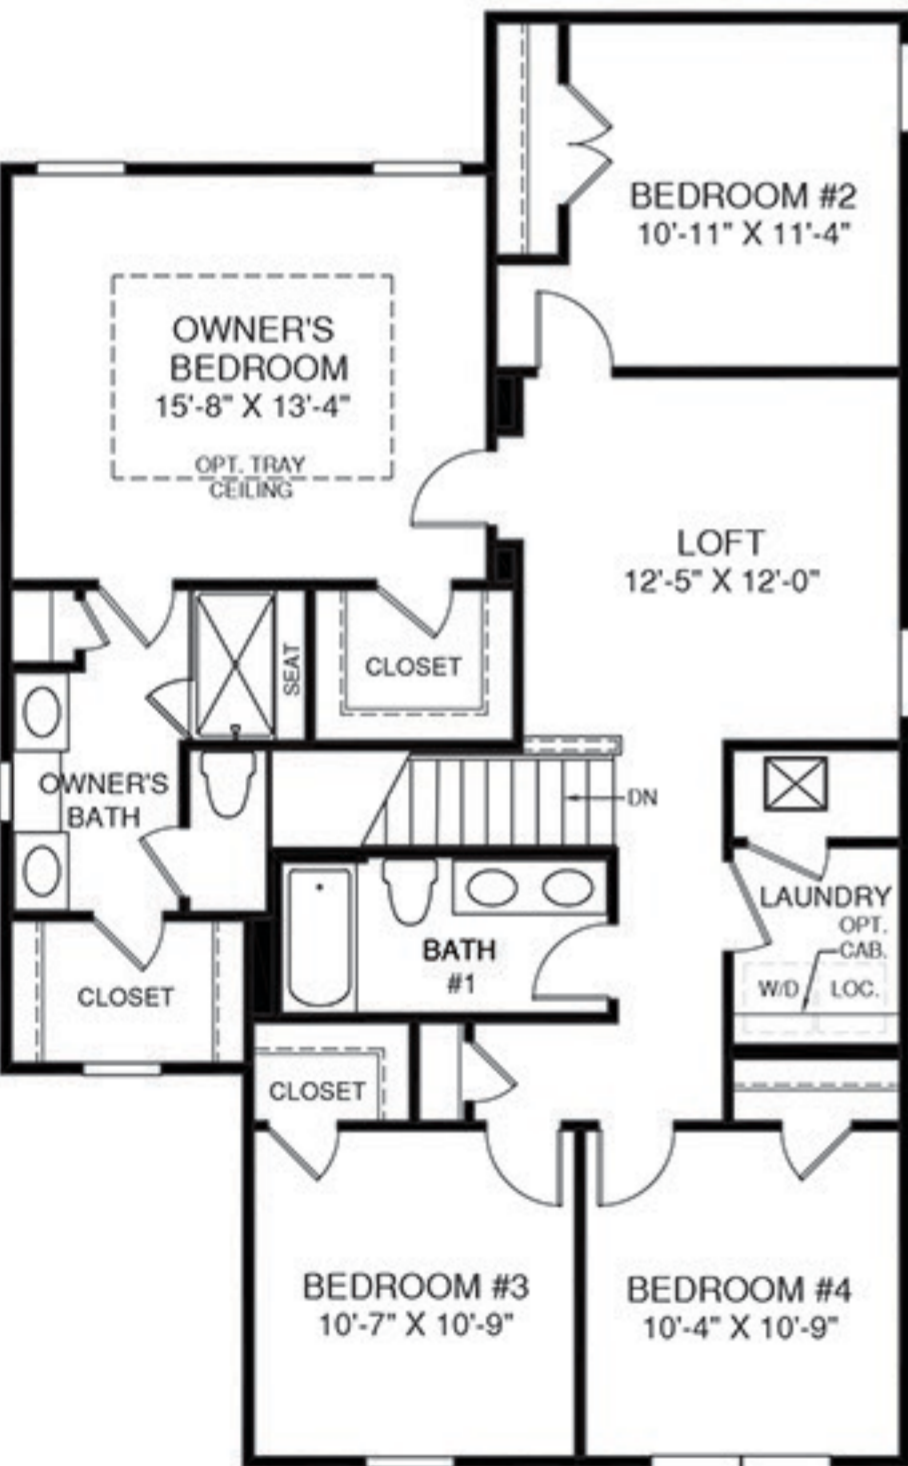 BEDROOM #2
10'-11" X 11'-4"
OWNER'S
BEDROOM
15'-8" X 13'-4"
OPT. TRAY
CEILING
LOFT
12'-5" X 12'-0"
CLOSET
SEAT
OWNER'S
BATH
DN
LAUNDRY
OPT.
CAB.
W/D LOC.
BATH
#1
CLOSET
CLOSET
BEDROOM #3
10'-7" X 10'-9"
BEDROOM #4
10'-4" X 10'-9"